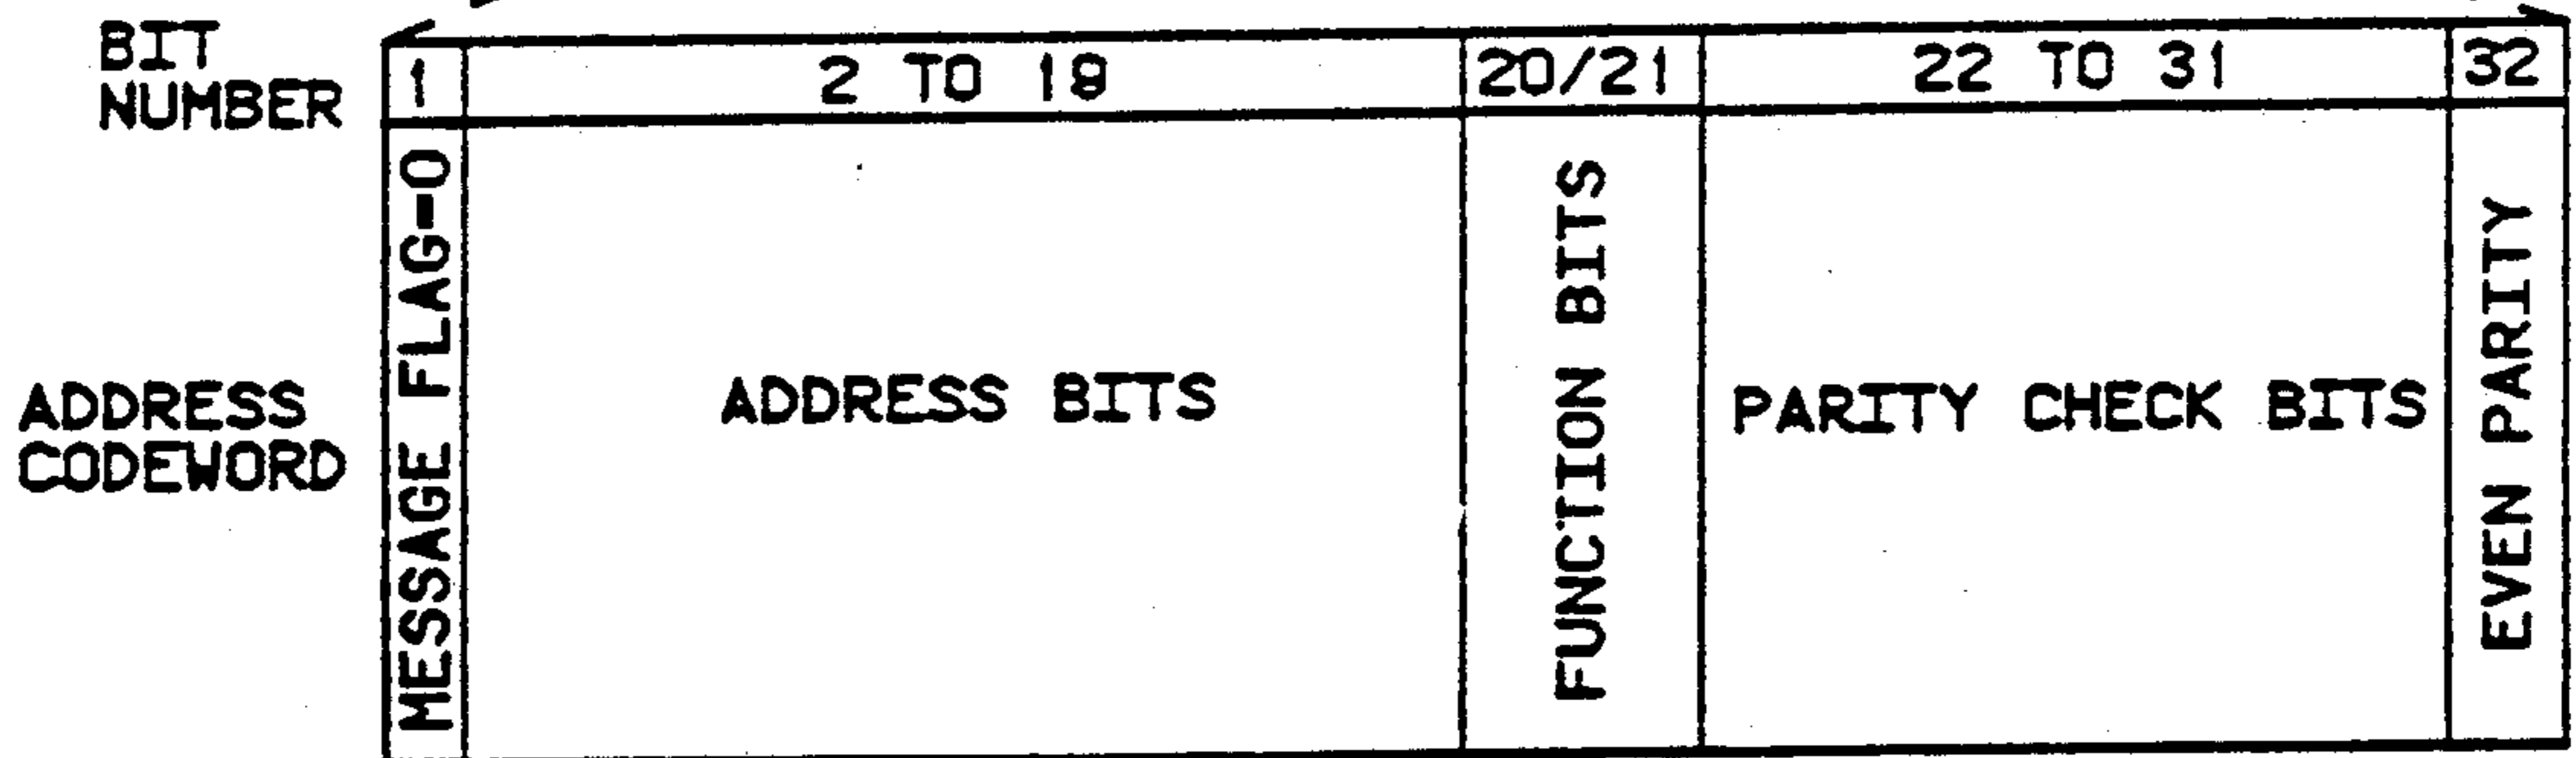 BIT
NUMBER
1
2 TO 19
20/21
22 TO 31
32
ADDRESS
CODEWORD
MESSAGE FLAG=0
ADDRESS BITS
FUNCTION BITS
PARITY CHECK BITS
EVEN PARITY